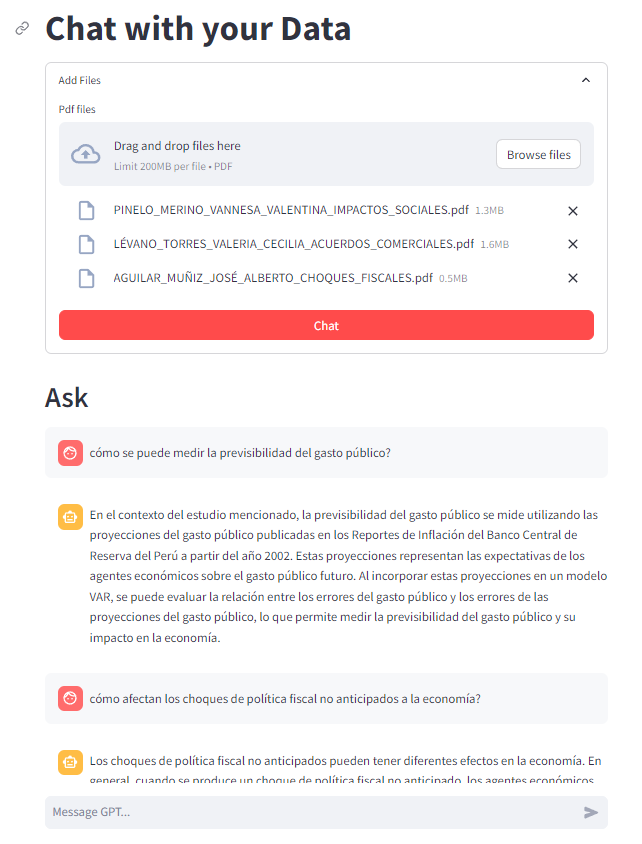 Chat with your Data
Add Files
Pdf files
Drag and drop files here
Limit 200MB per file • PDF
Browse files
PINELO_MERINO_VANNESA_VALENTINA_IMPACTOS_SOCIALES.pdf 1.3MB
LÉVANO_TORRES_VALERIA_CECILIA_ACUERDOS_COMERCIALES.pdf 1.6MB
AGUILAR_MUÑIZ_JOSÉ_ALBERTO_CHOQUES_FISCALES.pdf 0.5MB
Chat
Ask
cómo se puede medir la previsibilidad del gasto público?
En el contexto del estudio mencionado, la previsibilidad del gasto público se mide utilizando las
proyecciones del gasto público publicadas en los Reportes de Inflación del Banco Central de
Reserva del Perú a partir del año 2002. Estas proyecciones representan las expectativas de los
agentes económicos sobre el gasto público futuro. Al incorporar estas proyecciones en un modelo
VAR, se puede evaluar la relación entre los errores del gasto público y los errores de las
proyecciones del gasto público, lo que permite medir la previsibilidad del gasto público y su
impacto en la economía.
cómo afectan los choques de política fiscal no anticipados a la economía?
Los choques de política fiscal no anticipados pueden tener diferentes efectos en la economía. En
general, cuando se produce un choque de política fiscal no anticipado, los agentes económicos
Message GPT...